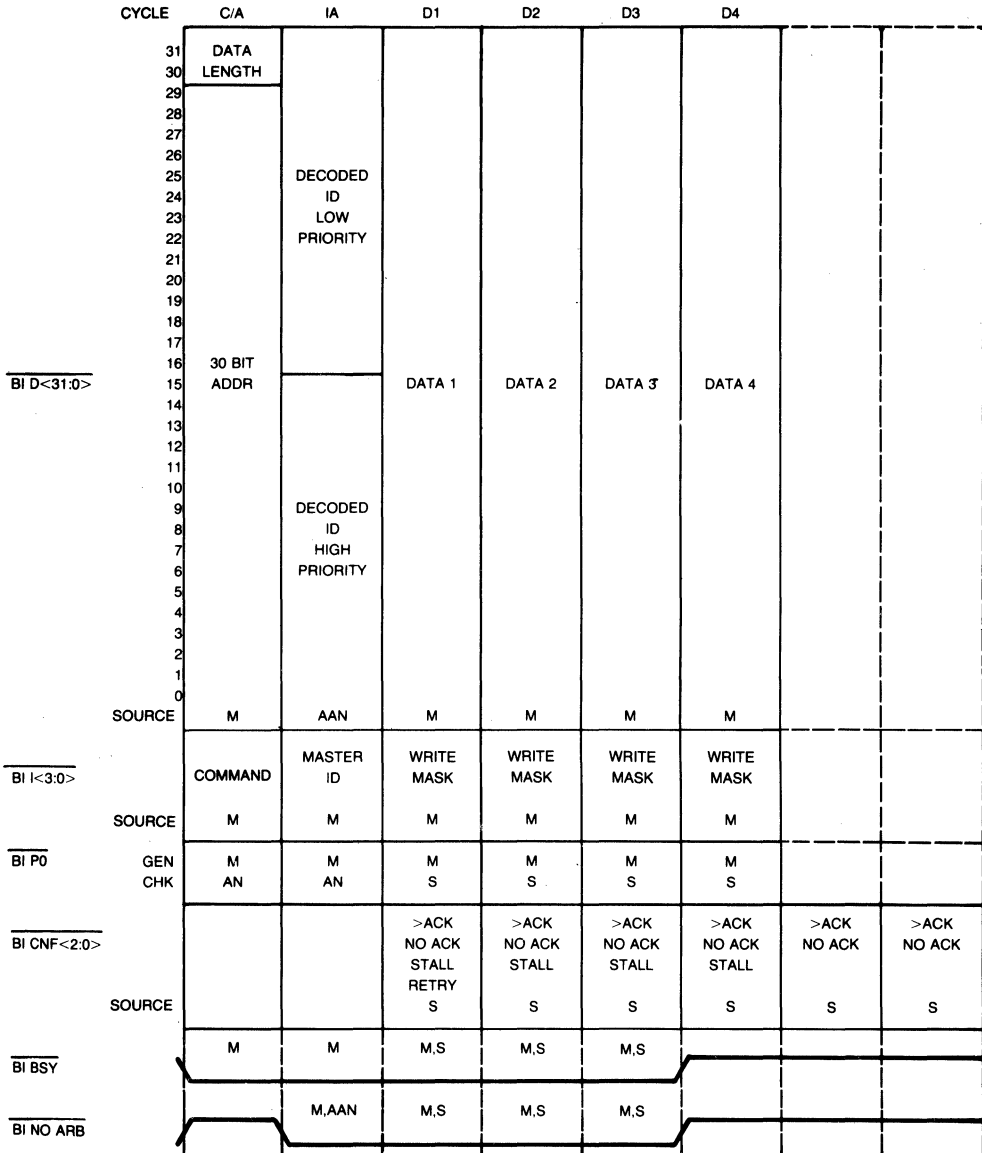 CYCLE C/A IA D1 D2 D3 D4
31 DATA
30 LENGTH
29
28
27
26
25 DECODED
24 ID
23 LOW
22 PRIORITY
21
20
19
18
17
16 30 BIT
BI D<31:0> 15 ADDR DATA 1 DATA 2 DATA 3 DATA 4
14
13
12
11
10
9 DECODED
8 ID
7 HIGH
6 PRIORITY
5
4
3
2
1
0
SOURCE M AAN M M M M
MASTER WRITE WRITE WRITE WRITE
BI I<3:0> COMMAND ID MASK MASK MASK MASK
SOURCE M M M M M M
BI P0 GEN M M M M M M
CHK AN AN S S S S
>ACK >ACK >ACK >ACK >ACK >ACK
BI CNF<2:0> NO ACK NO ACK NO ACK NO ACK NO ACK NO ACK
STALL STALL STALL STALL
RETRY
SOURCE S S S S S S
M M M,S M,S M,S
BI BSY
M,AAN M,S M,S M,S
BI NO ARB